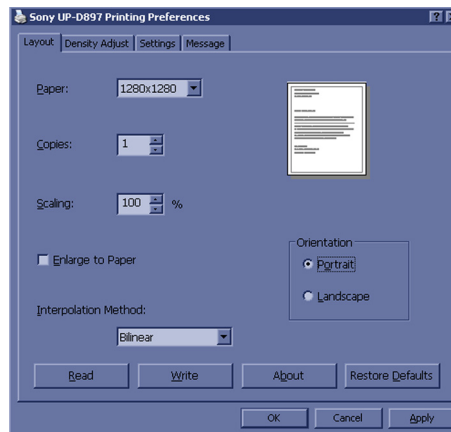 Sony UP-D897 Printing Preferences
Layout Density Adjust Settings Message
Paper: 1280x1280
Copies: 1
Scaling: 100 %
Enlarge to Paper
Orientation
Portrait
Landscape
Interpolation Method:
Bilinear
Read Write About Restore Defaults
OK Cancel Apply